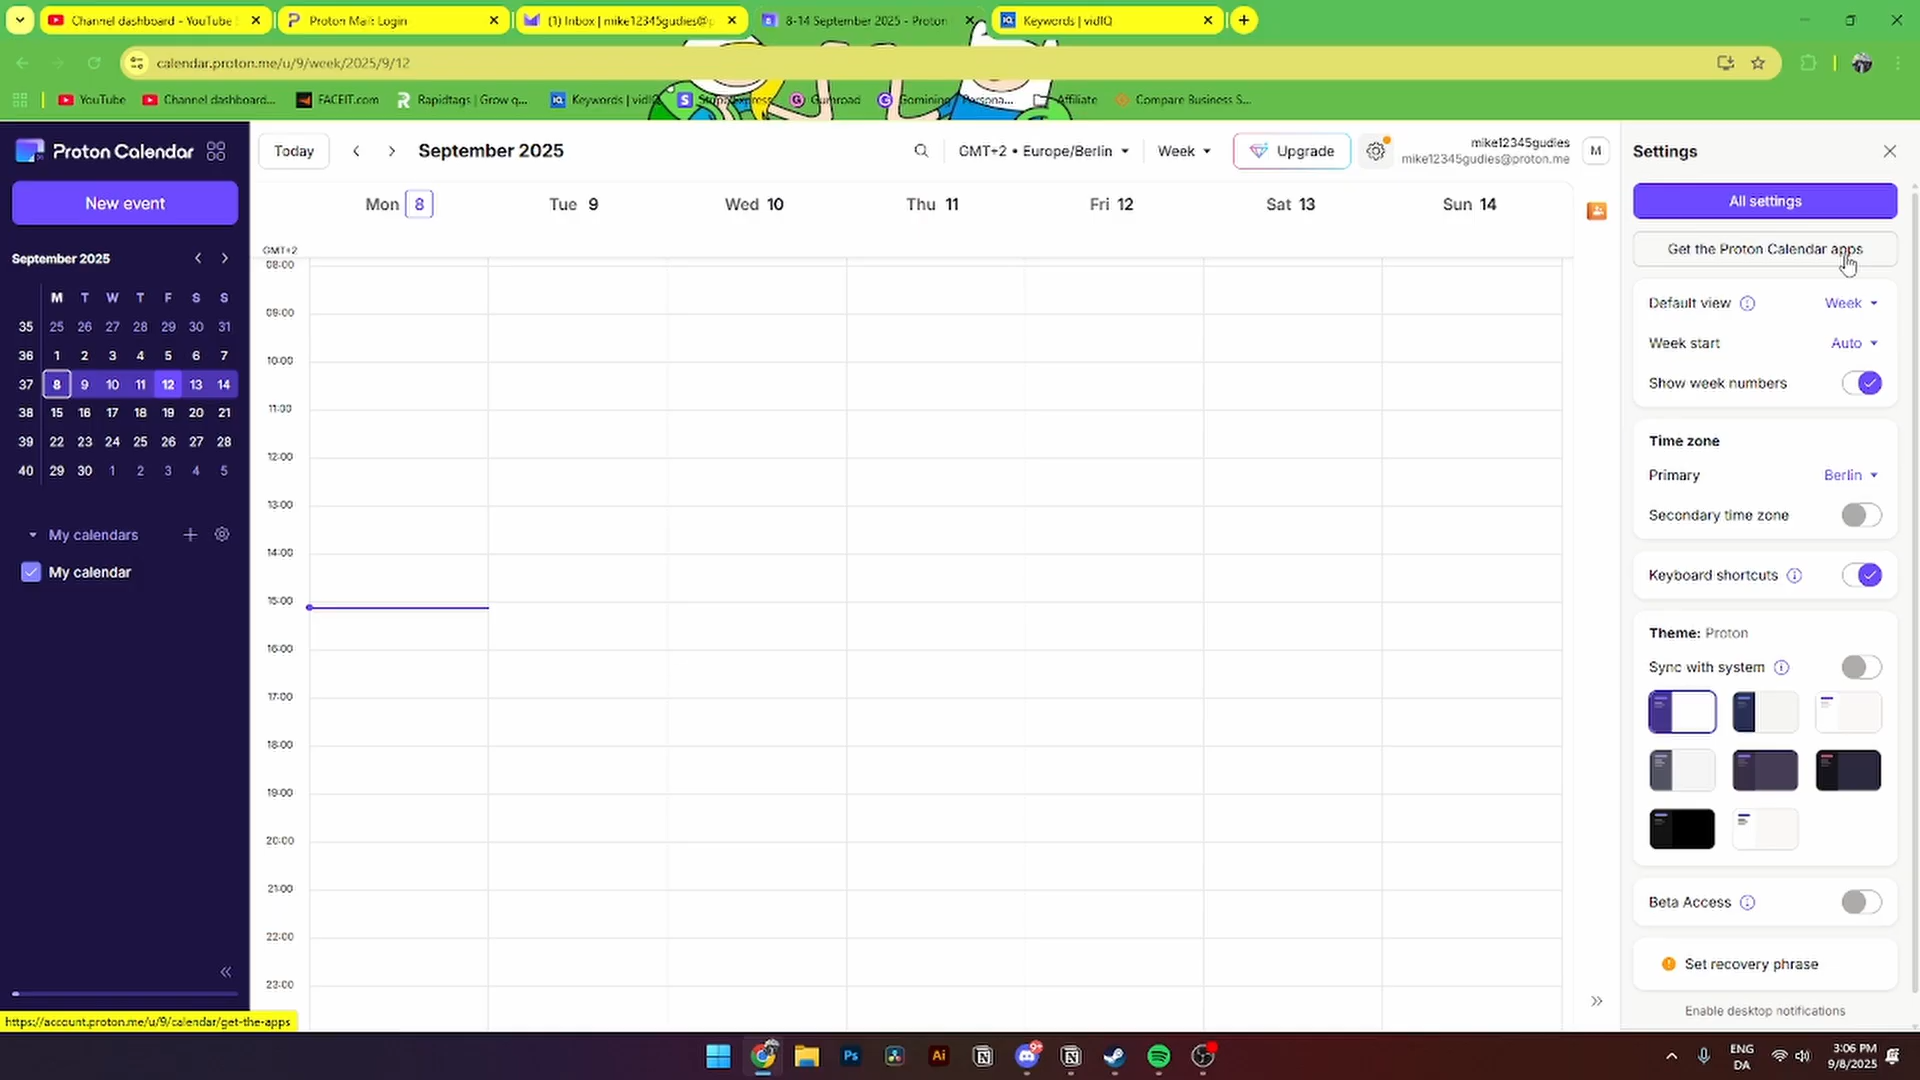 Channel dashboard - YouTube
Proton Mail: Login
(1) Inbox | mike12345gudies@p
8-14 September 2025 - Proton
Keywords | vidIQ
calendar.proton.me/u/9/week/2025/9/12
YouTube
Channel dashboard...
FACEIT.com
Rapidtags | Grow q...
Keywords | vidIQ
Gumroad
Gomining
Persona...
Affiliate
Compare Business S...
Proton Calendar
Today
September 2025
GMT+2 • Europe/Berlin
Week
Upgrade
mike12345gudies
mike12345gudies@proton.me
M
Settings
New event
Mon 8
Tue 9
Wed 10
Thu 11
Fri 12
Sat 13
Sun 14
All settings
GMT+2
Get the Proton Calendar apps
September 2025
M T W T F S S
35 25 26 27 28 29 30 31
36 1 2 3 4 5 6 7
37 8 9 10 11 12 13 14
38 15 16 17 18 19 20 21
39 22 23 24 25 26 27 28
40 29 30 1 2 3 4 5
My calendars
My calendar
08:00
09:00
10:00
11:00
12:00
13:00
14:00
15:00
16:00
17:00
18:00
19:00
20:00
21:00
22:00
23:00
Default view Week
Week start Auto
Show week numbers
Time zone
Primary Berlin
Secondary time zone
Keyboard shortcuts
Theme: Proton
Sync with system
Beta Access
Set recovery phrase
Enable desktop notifications
https://account.proton.me/u/9/calendar/get-the-apps
Ps
Ai
9+
ENG
DA
3:06 PM
9/8/2025